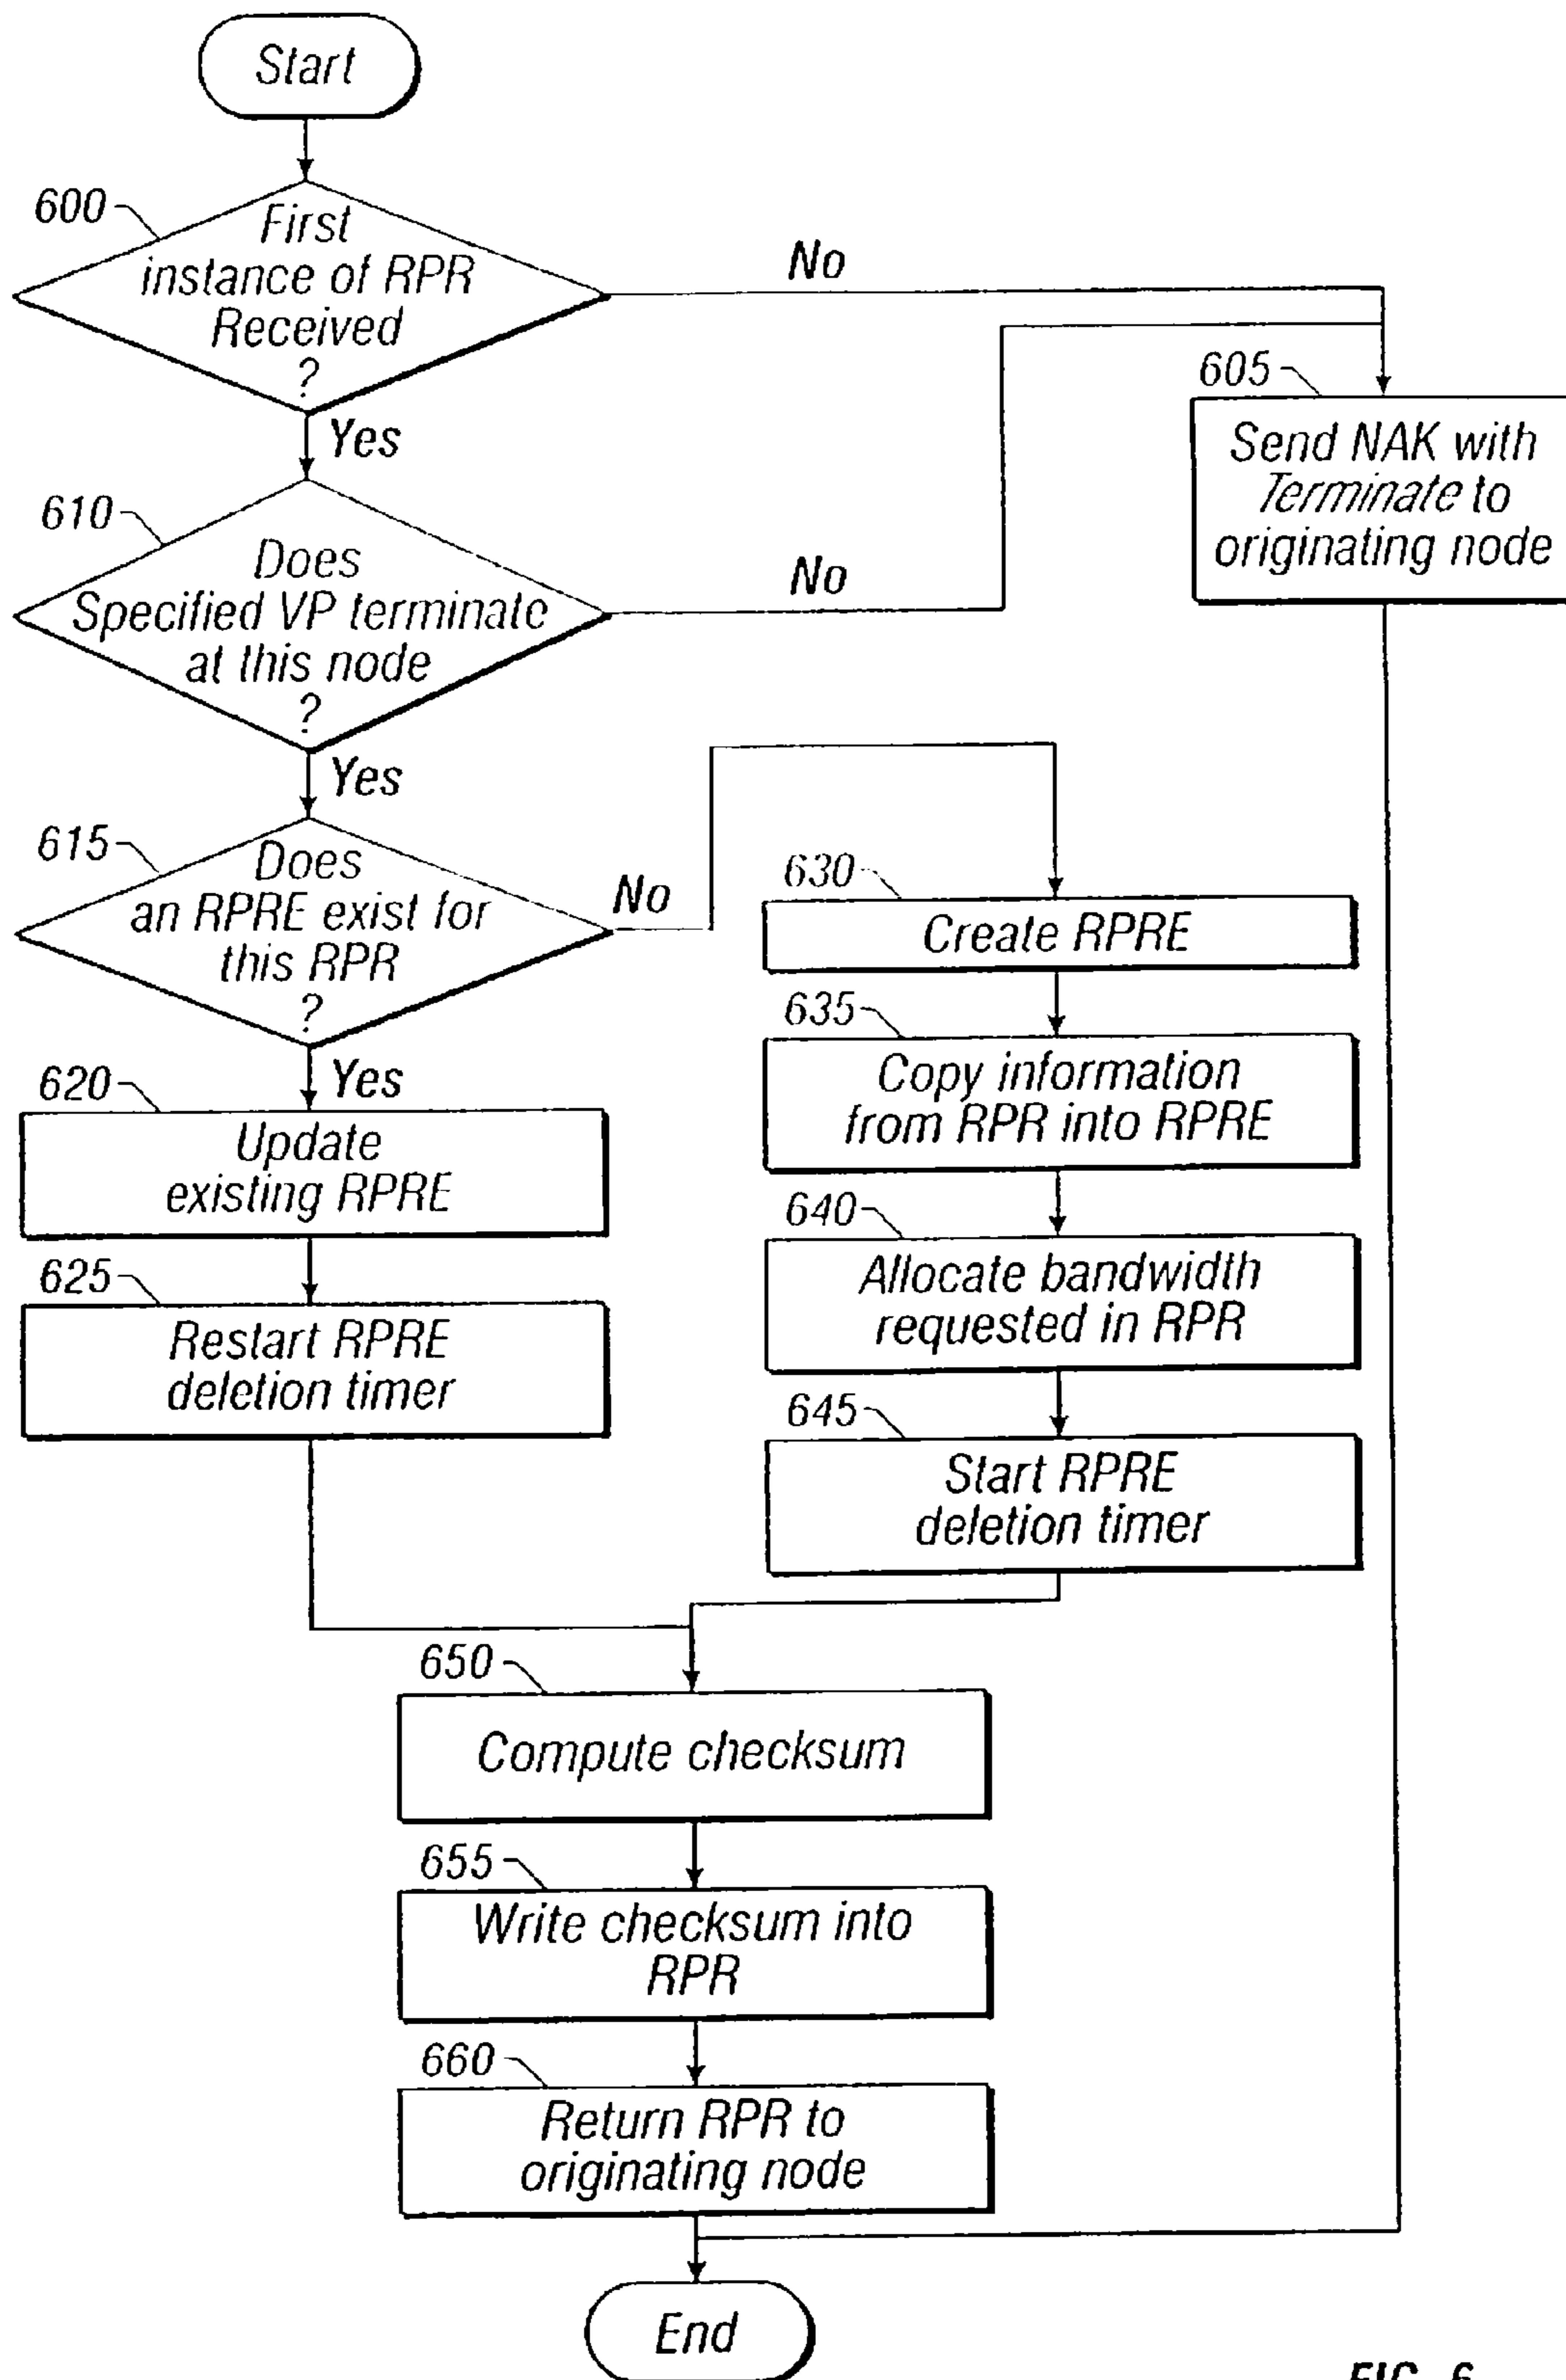 Start
600
First
instance of RPR
Received
?
No
Yes
605
Send NAK with
Terminate to
originating node
610
Does
Specified VP terminate
at this node
?
No
Yes
615
Does
an RPRE exist for
this RPR
?
No
Yes
620
Update
existing RPRE
625
Restart RPRE
deletion timer
630
Create RPRE
635
Copy information
from RPR into RPRE
640
Allocate bandwidth
requested in RPR
645
Start RPRE
deletion timer
650
Compute checksum
655
Write checksum into
RPR
660
Return RPR to
originating node
End
FIG. 6